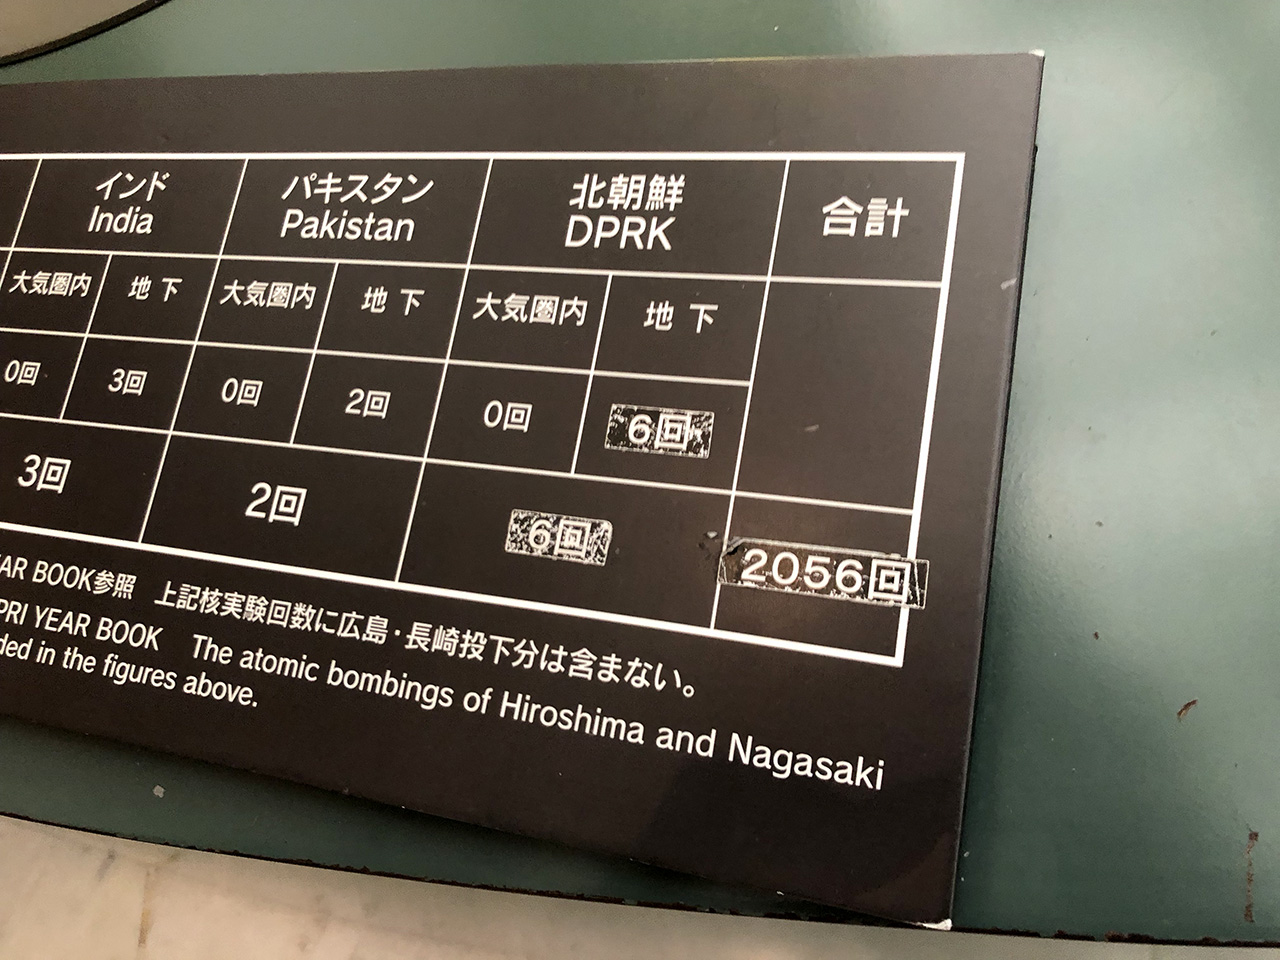 インド
India
パキスタン
Pakistan
北朝鮮
DPRK
合計
大気圏内 地下 大気圏内 地下 大気圏内 地下
0回 3回 0回 2回 0回 6回
3回 2回 6回 2056回
BOOK参照 上記核実験回数に広島・長崎投下分は含まない。
YEAR BOOK The atomic bombings of Hiroshima and Nagasaki
in the figures above.